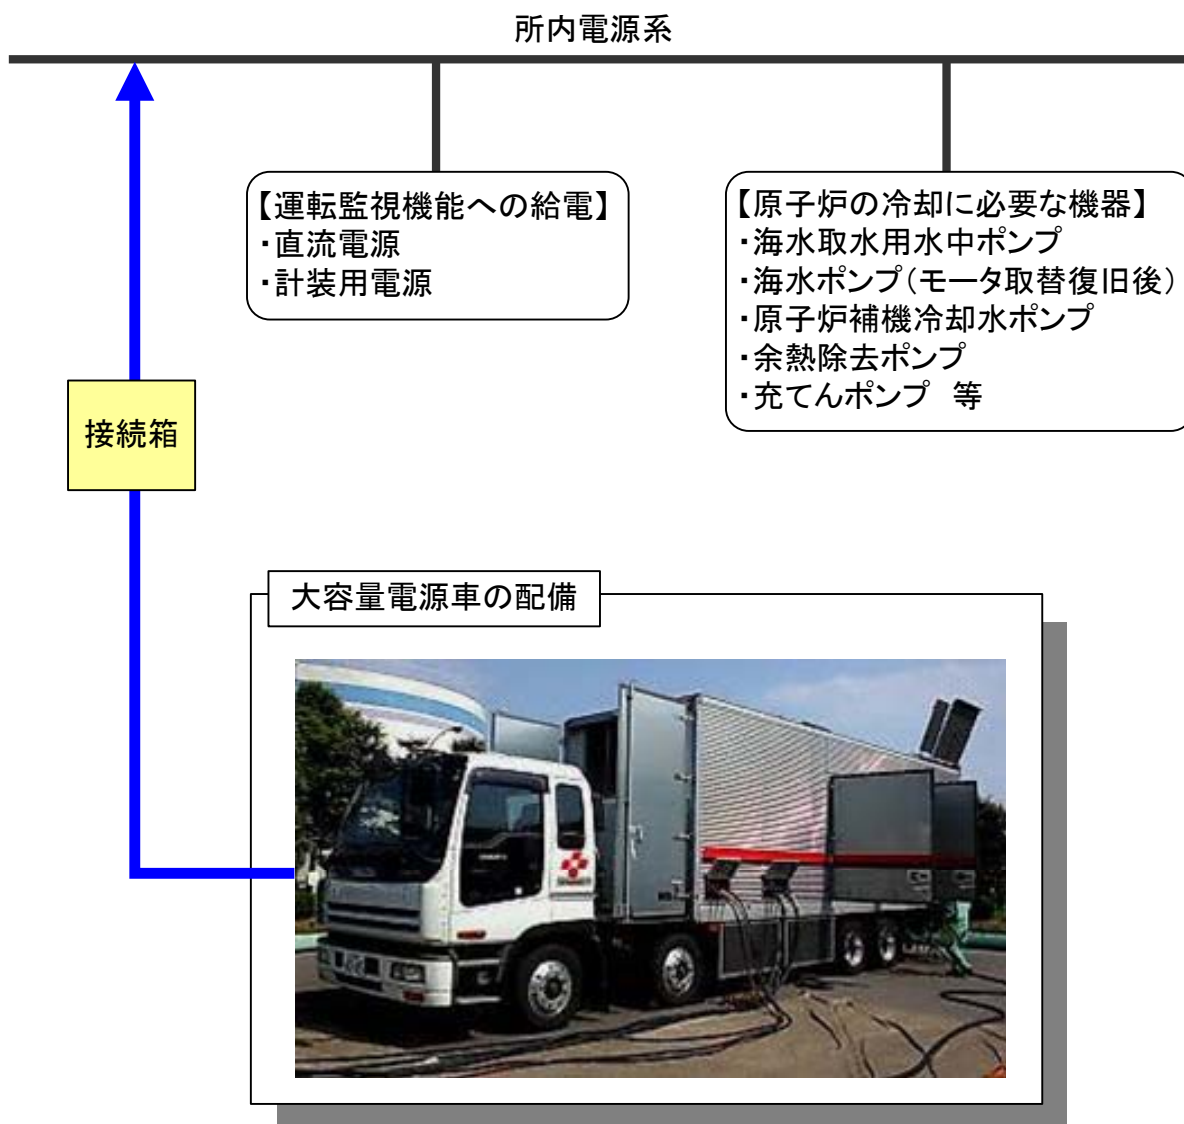 所内電源系
【運転監視機能への給電】
・直流電源
・計装用電源
【原子炉の冷却に必要な機器】
・海水取水用水中ポンプ
・海水ポンプ（モータ取替復旧後）
・原子炉補機冷却水ポンプ
・余熱除去ポンプ
・充てんポンプ　等
接続箱
大容量電源車の配備